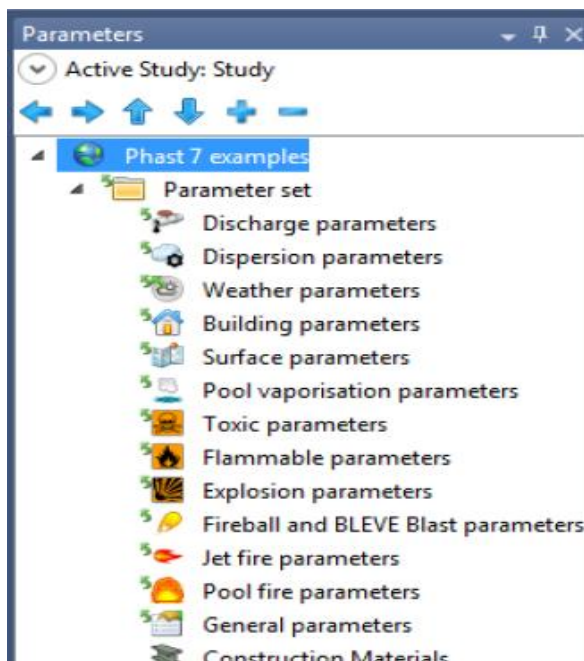 Parameters
Active Study: Study
Phast 7 examples
Parameter set
Discharge parameters
Dispersion parameters
Weather parameters
Building parameters
Surface parameters
Pool vaporisation parameters
Toxic parameters
Flammable parameters
Explosion parameters
Fireball and BLEVE Blast parameters
Jet fire parameters
Pool fire parameters
General parameters
Construction Materials